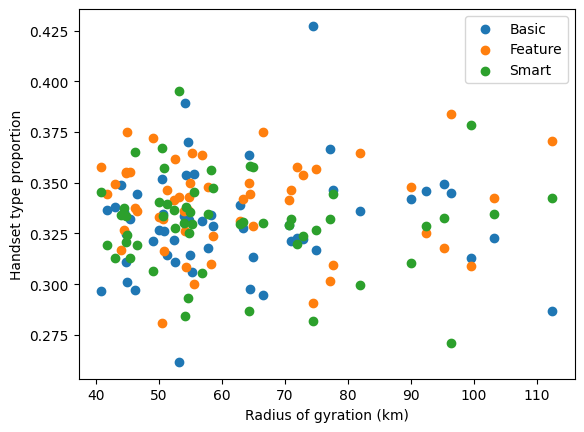 0.425
0.400
0.375
0.350
0.325
0.300
0.275
Handset type proportion
Basic
Feature
Smart
40 50 60 70 80 90 100 110
Radius of gyration (km)